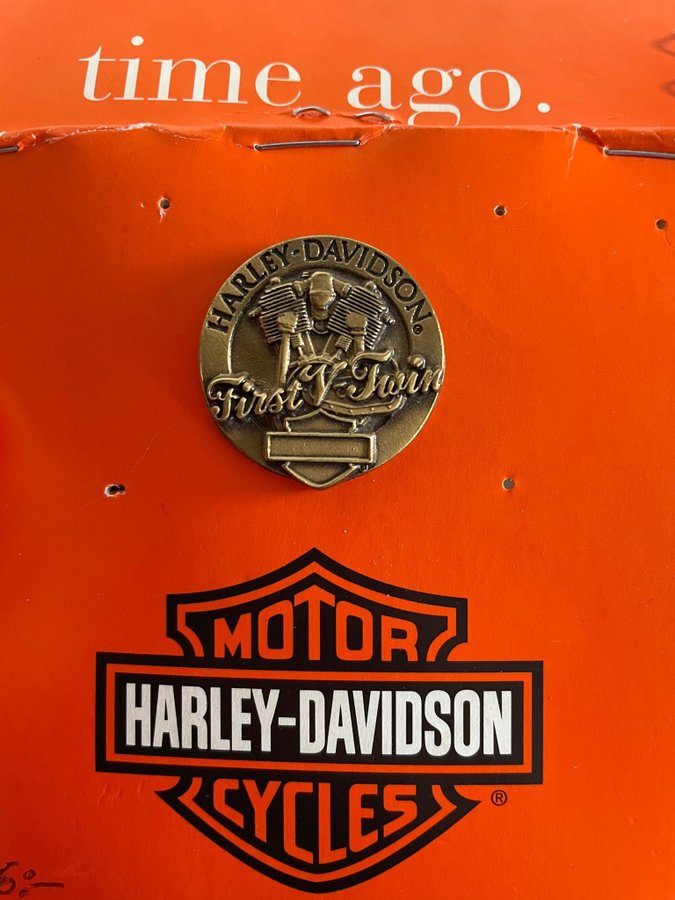 time ago.
HARLEY-DAVIDSON®
First V-Twin
MOTOR
HARLEY-DAVIDSON
CYCLES ®